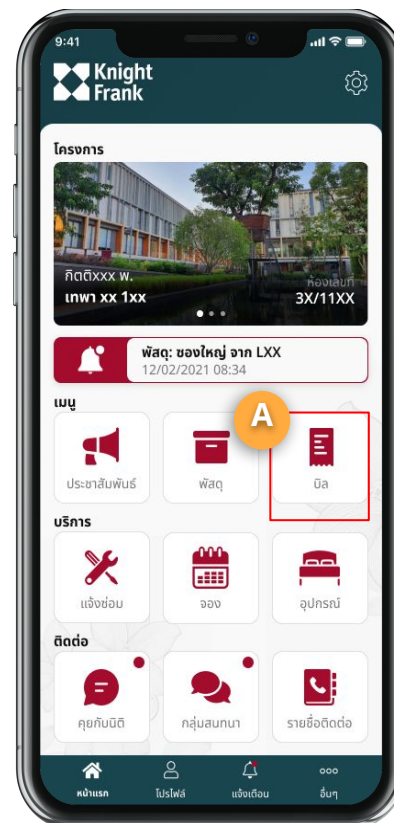 9:41
Knight
Frank
โครงการ
กิตติxxx พ.
เทพา xx 1xx
ห้องเลขที่
3X/11XX
พัสดุ: ซองใหญ่ จาก LXX
12/02/2021 08:34
เมนู
A
ประชาสัมพันธ์
พัสดุ
บิล
บริการ
แจ้งซ่อม
จอง
อุปกรณ์
ติดต่อ
คุยกับนิติ
กลุ่มสนทนา
รายชื่อติดต่อ
หน้าแรก
โปรไฟล์
แจ้งเตือน
อื่นๆ